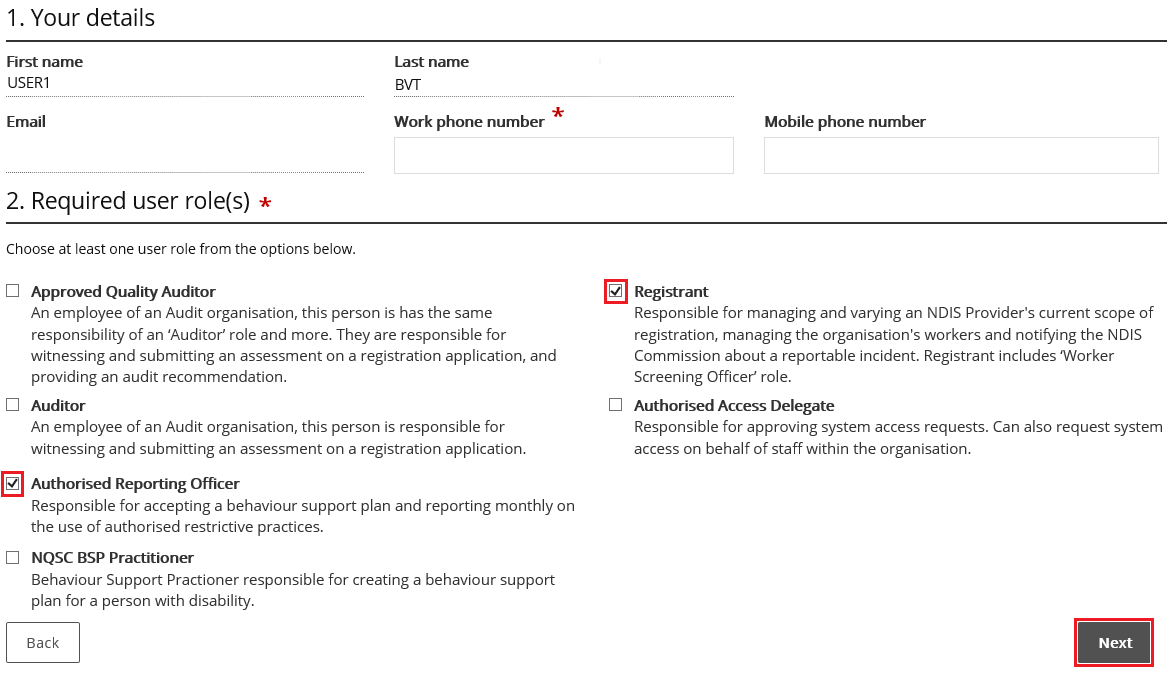 1. Your details
First name
Last name
USER1
BVT
Email
Work phone number *
Mobile phone number
2. Required user role(s) *
Choose at least one user role from the options below.
Approved Quality Auditor
An employee of an Audit organisation, this person is has the same
responsibility of an ‘Auditor’ role and more. They are responsible for
witnessing and submitting an assessment on a registration application, and
providing an audit recommendation.
Auditor
An employee of an Audit organisation, this person is responsible for
witnessing and submitting an assessment on a registration application.
Authorised Reporting Officer
Responsible for accepting a behaviour support plan and reporting monthly on
the use of authorised restrictive practices.
NQSC BSP Practitioner
Behaviour Support Practioner responsible for creating a behaviour support
plan for a person with disability.
Registrant
Responsible for managing and varying an NDIS Provider's current scope of
registration, managing the organisation's workers and notifying the NDIS
Commission about a reportable incident. Registrant includes ‘Worker
Screening Officer’ role.
Authorised Access Delegate
Responsible for approving system access requests. Can also request system
access on behalf of staff within the organisation.
Back
Next